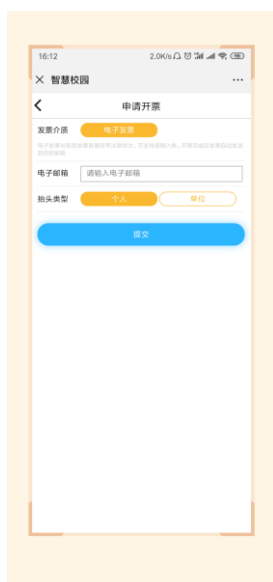 16:12
2.0K/s
智慧校园
申请开票
发票介质
电子发票
电子邮箱
请输入电子邮箱
抬头类型
个人
单位
提交